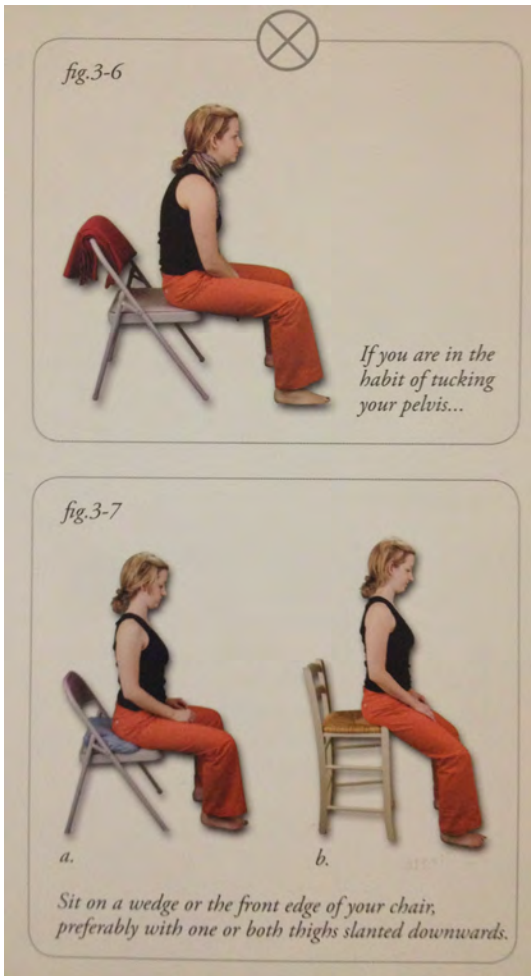 fig.3-6
If you are in the
habit of tucking
your pelvis...
fig.3-7
a.
b.
Sit on a wedge or the front edge of your chair,
preferably with one or both thighs slanted downwards.